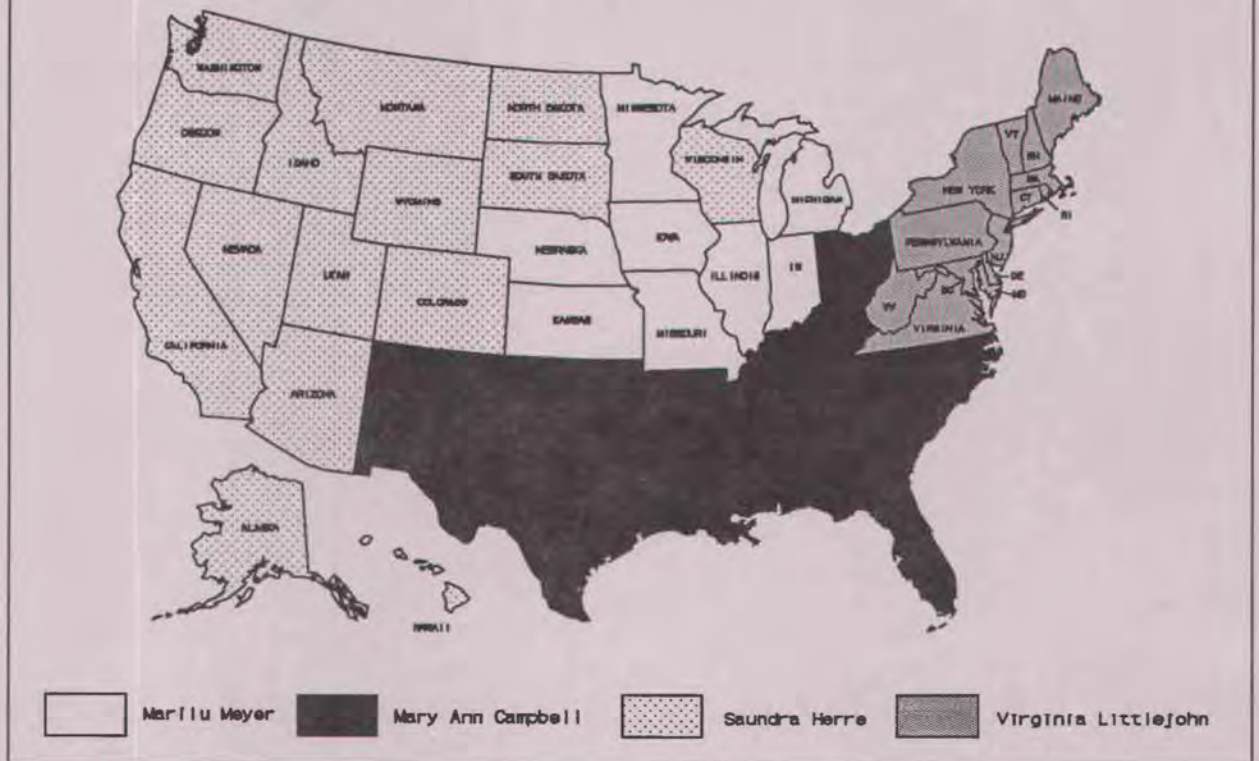 WASHINGTON
MONTANA
NORTH DAKOTA
MINNESOTA
MAINE
OREGON
IDAHO
WISCONSIN
VT
NH
SOUTH DAKOTA
MA
WYOMING
MICHIGAN
NEW YORK
CT
RI
NEVADA
NEBRASKA
IOWA
PENNSYLVANIA
UTAH
ILLINOIS
IN
NJ
COLORADO
DE
DC
MD
KANSAS
MISSOURI
WV
VIRGINIA
CALIFORNIA
ARIZONA
ALASKA
HAWAII
Marilu Meyer
Mary Ann Campbell
Saundra Herre
Virginia Littlejohn